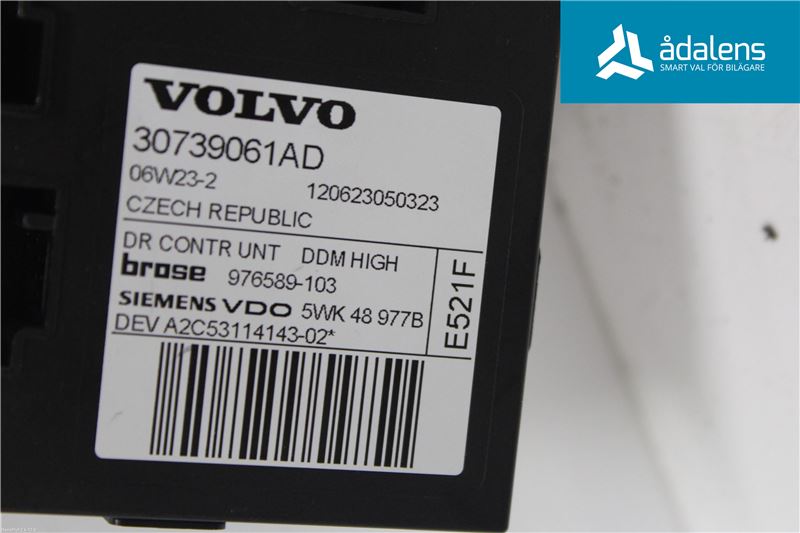 ådalens
SMART VAL FÖR BILÄGARE
VOLVO
30739061AD
06W23-2 120623050323
CZECH REPUBLIC
DR CONTR UNT DDM HIGH
brose 976589-103
SIEMENS VDO 5WK 48 977B
DEV A2C53114143-02*
E521F